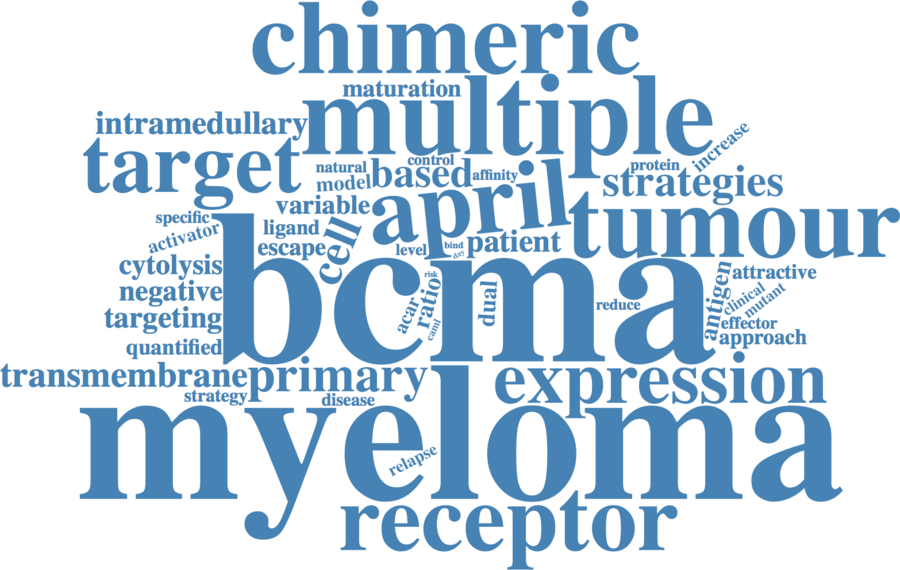 chimeric
maturation
multiple
intramedullary
target
natural
control
model
based
affinity
protein
increase
strategies
variable
april
tumour
specific
activator
ligand
escape
cell
level
bind
day
patient
bcma
cytolysis
negative
targeting
quantified
acar
ratio
risk
caml
dual
reduce
antigen
attractive
clinical
mutant
effector
approach
transmembrane
primary
expression
strategy
disease
myeloma
relapse
receptor